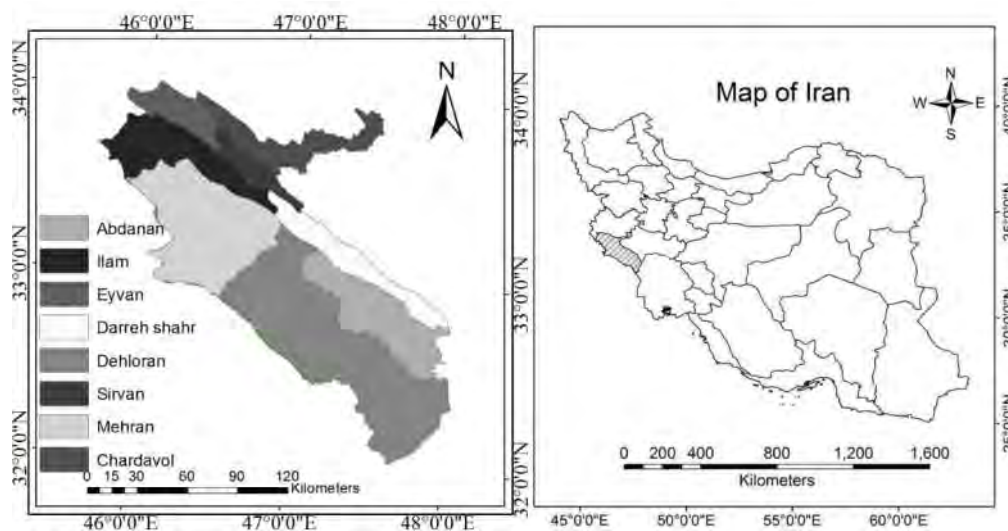 46°0'0"E 47°0'0"E 48°0'0"E
34°0'0"N
33°0'0"N
32°0'0"N
N
Abdanan
Ilam
Eyvan
Darreh shahr
Dehloran
Sirvan
Mehran
Chardavol
0 15 30 60 90 120
Kilometers
46°0'0"E 47°0'0"E 48°0'0"E
34°0'0"N
33°0'0"N
32°0'0"N
Map of Iran
N
W E
S
0 200 400 800 1,200 1,600
Kilometers
45°0'0"E 50°0'0"E 55°0'0"E 60°0'0"E